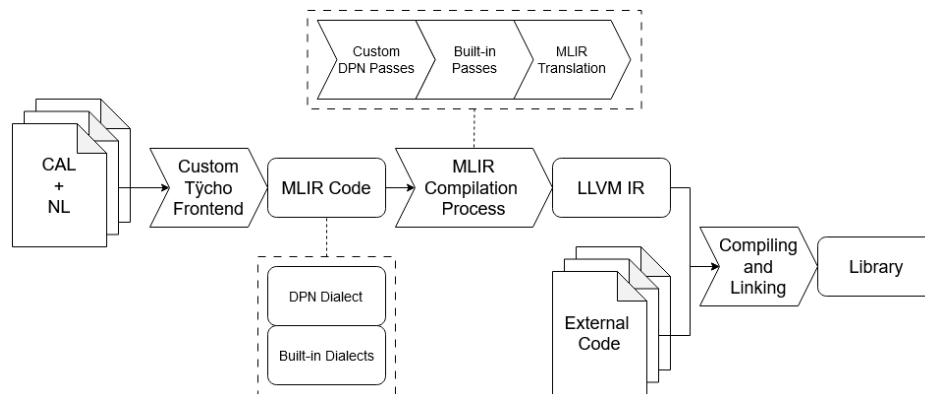 Custom
DPN Passes
Built-in
Passes
MLIR
Translation
CAL
+
NL
Custom
Tÿcho
Frontend
MLIR Code
MLIR
Compilation
Process
LLVM IR
DPN Dialect
Built-in Dialects
External
Code
Compiling
and
Linking
Library